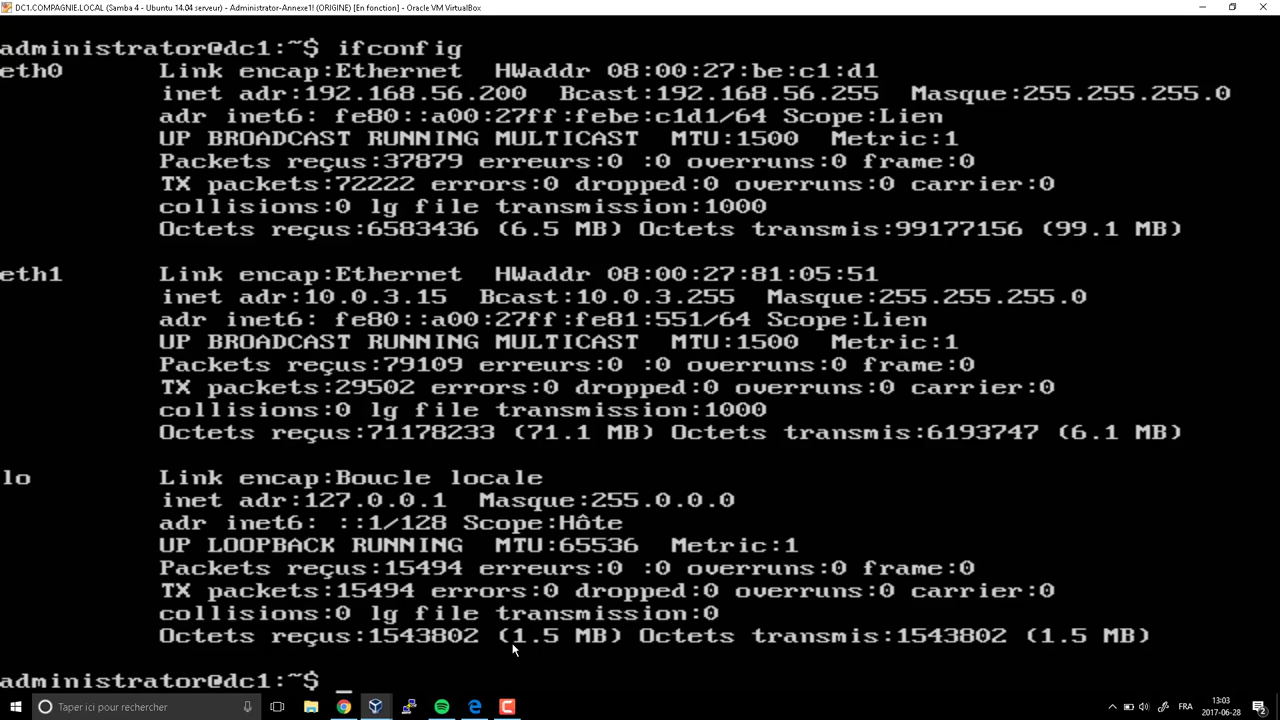 DC1.COMPAGNIE.LOCAL (Samba 4 - Ubuntu 14.04 serveur) - Administrator-Annexe1! (ORIGINE) [En fonction] - Oracle VM VirtualBox
administrator@dc1:~$ ifconfig
eth0 Link encap:Ethernet HWaddr 08:00:27:be:c1:d1
inet adr:192.168.56.200 Bcast:192.168.56.255 Masque:255.255.255.0
adr inet6: fe80::a00:27ff:febe:c1d1/64 Scope:Lien
UP BROADCAST RUNNING MULTICAST MTU:1500 Metric:1
Packets reçus:37879 erreurs:0 :0 overruns:0 frame:0
TX packets:72222 errors:0 dropped:0 overruns:0 carrier:0
collisions:0 lg file transmission:1000
Octets reçus:6583436 (6.5 MB) Octets transmis:99177156 (99.1 MB)
eth1 Link encap:Ethernet HWaddr 08:00:27:81:05:51
inet adr:10.0.3.15 Bcast:10.0.3.255 Masque:255.255.255.0
adr inet6: fe80::a00:27ff:fe81:551/64 Scope:Lien
UP BROADCAST RUNNING MULTICAST MTU:1500 Metric:1
Packets reçus:79109 erreurs:0 :0 overruns:0 frame:0
TX packets:29502 errors:0 dropped:0 overruns:0 carrier:0
collisions:0 lg file transmission:1000
Octets reçus:71178233 (71.1 MB) Octets transmis:6193747 (6.1 MB)
lo Link encap:Boucle locale
inet adr:127.0.0.1 Masque:255.0.0.0
adr inet6: ::1/128 Scope:Hôte
UP LOOPBACK RUNNING MTU:65536 Metric:1
Packets reçus:15494 erreurs:0 :0 overruns:0 frame:0
TX packets:15494 errors:0 dropped:0 overruns:0 carrier:0
collisions:0 lg file transmission:0
Octets reçus:1543802 (1.5 MB) Octets transmis:1543802 (1.5 MB)
administrator@dc1:~$
Taper ici pour rechercher
FRA
13:03
2017-06-28
2